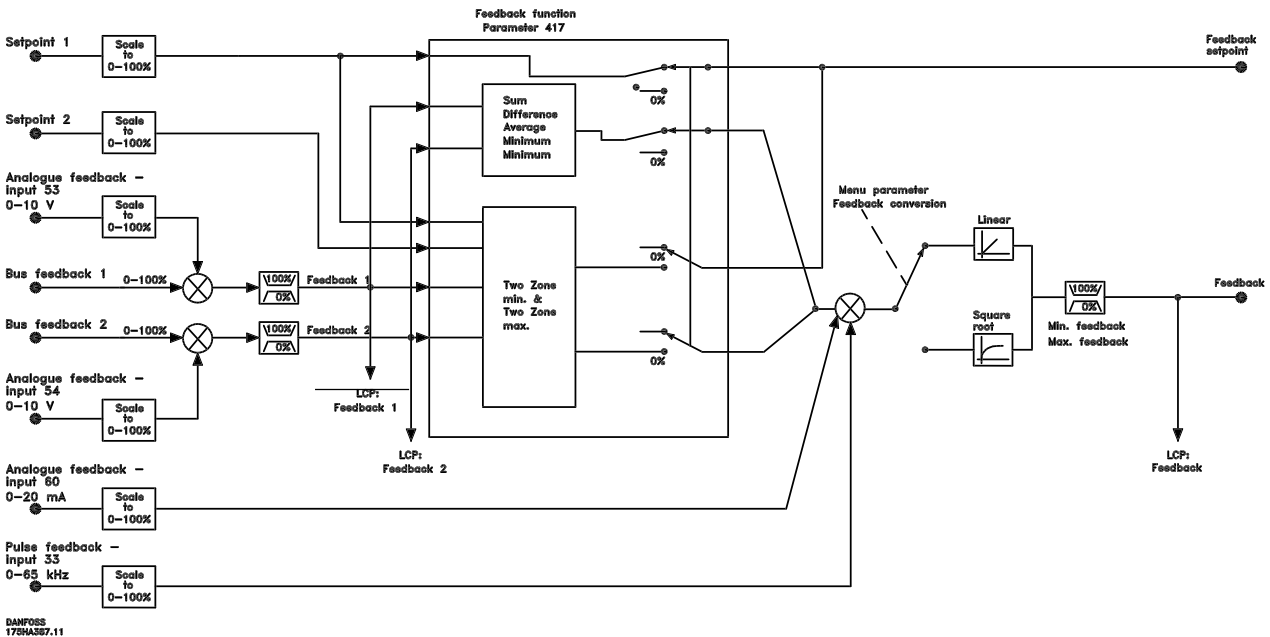 Feedback function
Parameter 417
Setpoint 1
Scale
to
0-100%
Feedback
setpoint
Setpoint 2
Scale
to
0-100%
Sum
Difference
Average
Minimum
Minimum
0%
0%
Analogue feedback -
input 53
0-10 V
Scale
to
0-100%
Menu parameter
Feedback conversion
Linear
0%
Bus feedback 1
0-100%
100%
0%
Feedback 1
Two Zone
min. &
Two Zone
max.
100%
0%
Feedback
Bus feedback 2
0-100%
100%
0%
Feedback 2
Square
root
Min. feedback
Max. feedback
0%
Analogue feedback -
input 54
0-10 V
Scale
to
0-100%
LCP:
Feedback 1
LCP:
Feedback 2
LCP:
Feedback
Analogue feedback -
input 60
0-20 mA
Scale
to
0-100%
Pulse feedback -
input 33
0-65 kHz
Scale
to
0-100%
DANFOSS
175HA387.11